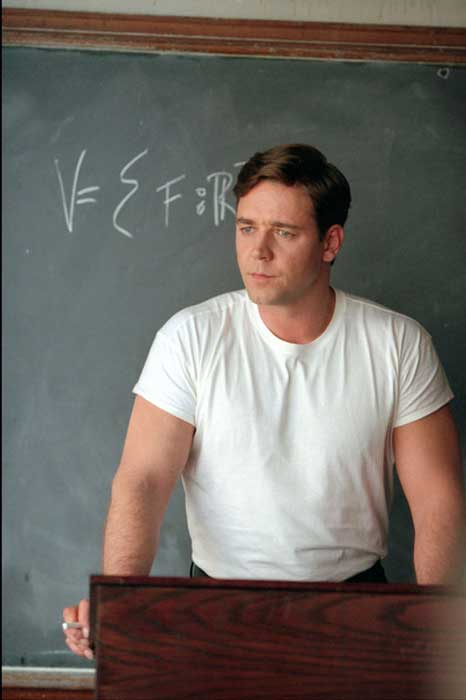 V = { F : ℝ